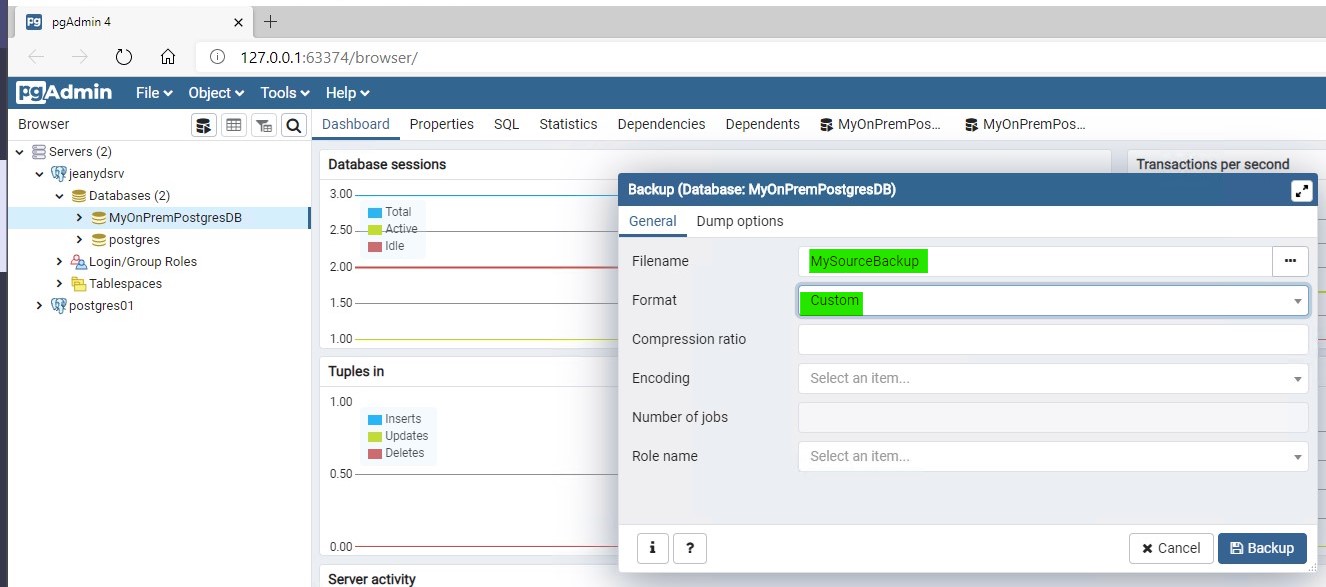 pgAdmin 4
127.0.0.1:63374/browser/
pgAdmin File Object Tools Help
Browser
Dashboard Properties SQL Statistics Dependencies Dependents MyOnPremPos... MyOnPremPos...
Servers (2)
jeanydsrv
Databases (2)
MyOnPremPostgresDB
postgres
Login/Group Roles
Tablespaces
postgres01
Database sessions
3.00
2.50
2.00
1.50
1.00
Total
Active
Idle
Transactions per second
Tuples in
1.00
0.50
0.00
Inserts
Updates
Deletes
Server activity
Backup (Database: MyOnPremPostgresDB)
General Dump options
Filename MySourceBackup ...
Format Custom
Compression ratio
Encoding Select an item...
Number of jobs
Role name Select an item...
i ? Cancel Backup